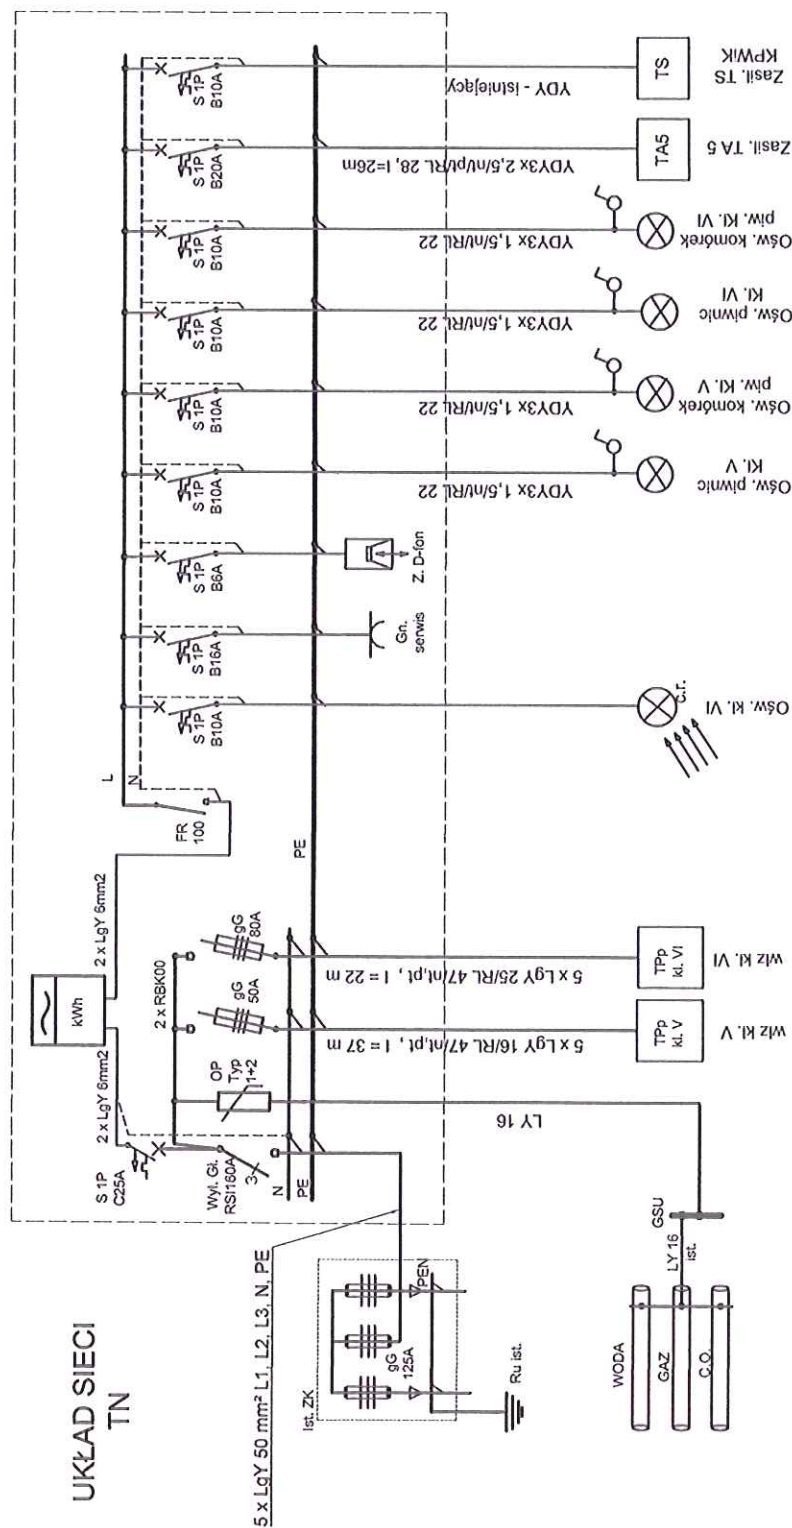 UKŁAD SIECI
TN
5 x LgY 50 mm² L1, L2, L3, N, PE
Ist. ZK
gG
125A
PEN
Ru ist.
WODA
GAZ
C.O.
LY 16
ist.
GSU
LY 16
S 1P
C25A
2 x LgY 6mm2
kWh
2 x LgY 6mm2
Wył. Gł.
RSI160A
3
N
PE
OP
Typ
1+2
2 x RBK00
gG
50A
gG
80A
5 x LgY 16/RL 47/nt,pt , l = 37 m
5 x LgY 25/RL 47/nt,pt , l = 22 m
TPp
kl. V
wlz kl. V
TPp
kl. VI
wlz kl. VI
FR
100
L
N
PE
S 1P
B10A
c.r.
Ośw. kl. VI
S 1P
B16A
Gn.
serwis
S 1P
B6A
Z. D-fon
S 1P
B10A
YDY3x 1,5/nt/RL 22
Ośw. piwnic
Kl. V
S 1P
B10A
YDY3x 1,5/nt/RL 22
Ośw. komórek
piw. Kl. V
S 1P
B10A
YDY3x 1,5/nt/RL 22
Ośw. piwnic
Kl. VI
S 1P
B10A
YDY3x 1,5/nt/RL 22
Ośw. komórek
piw. Kl. VI
S 1P
B20A
YDY3x 2,5/nt/pt/RL 28, l=26m
TA5
Zasil. TA 5
S 1P
B10A
YDY - istniejący
TS
Zasil. TS
KPWiK